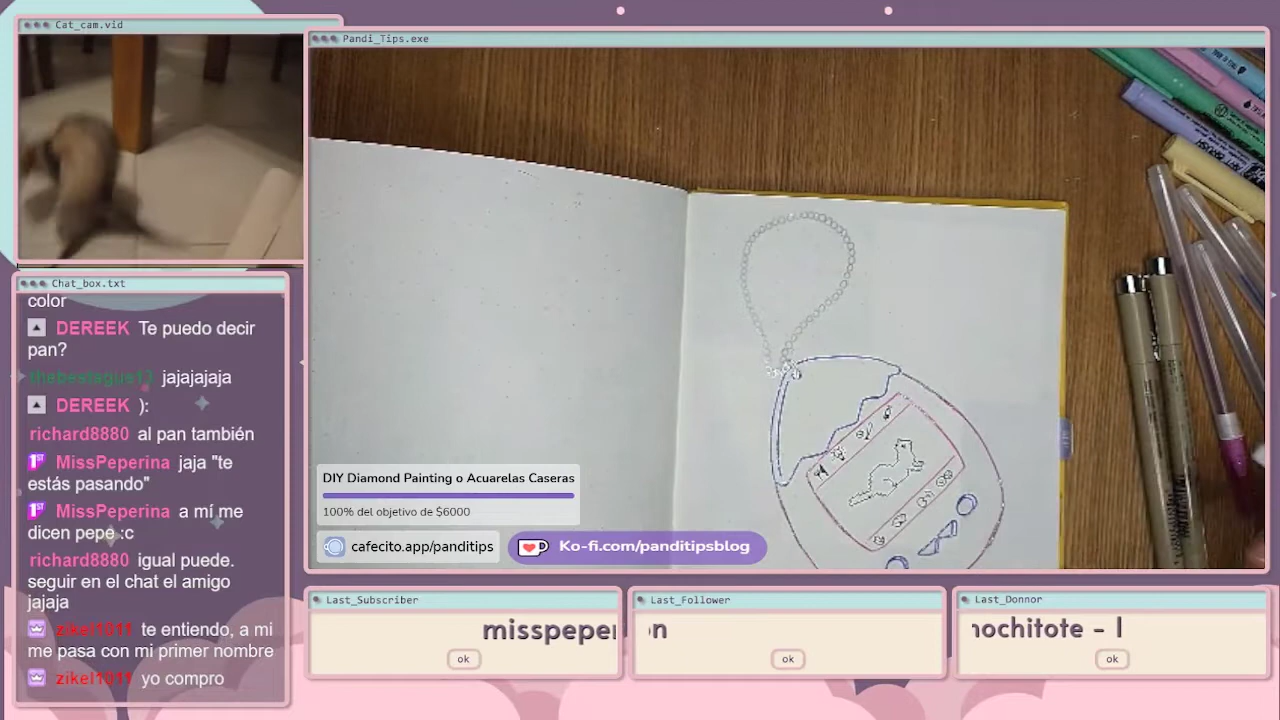 Cat_cam.vid
Pandi_Tips.exe
Chat_box.txt
color
DEREEK Te puedo decir
pan?
jajajajaja
DEREEK ):
richard8880 al pan también
MissPeperina jaja "te
estás pasando"
MissPeperina a mí me
dicen pepe :c
richard8880 igual puede.
seguir en el chat el amigo
jajaja
zikel1011 te entiendo, a mi
me pasa con mi primer nombre
zikel1011 yo compro
DIY Diamond Painting o Acuarelas Caseras
100% del objetivo de $6000
cafecito.app/panditips
Ko-fi.com/panditipsblog
Last_Subscriber
misspeper
ok
Last_Follower
on
ok
Last_Donnor
mochitote - 1
ok